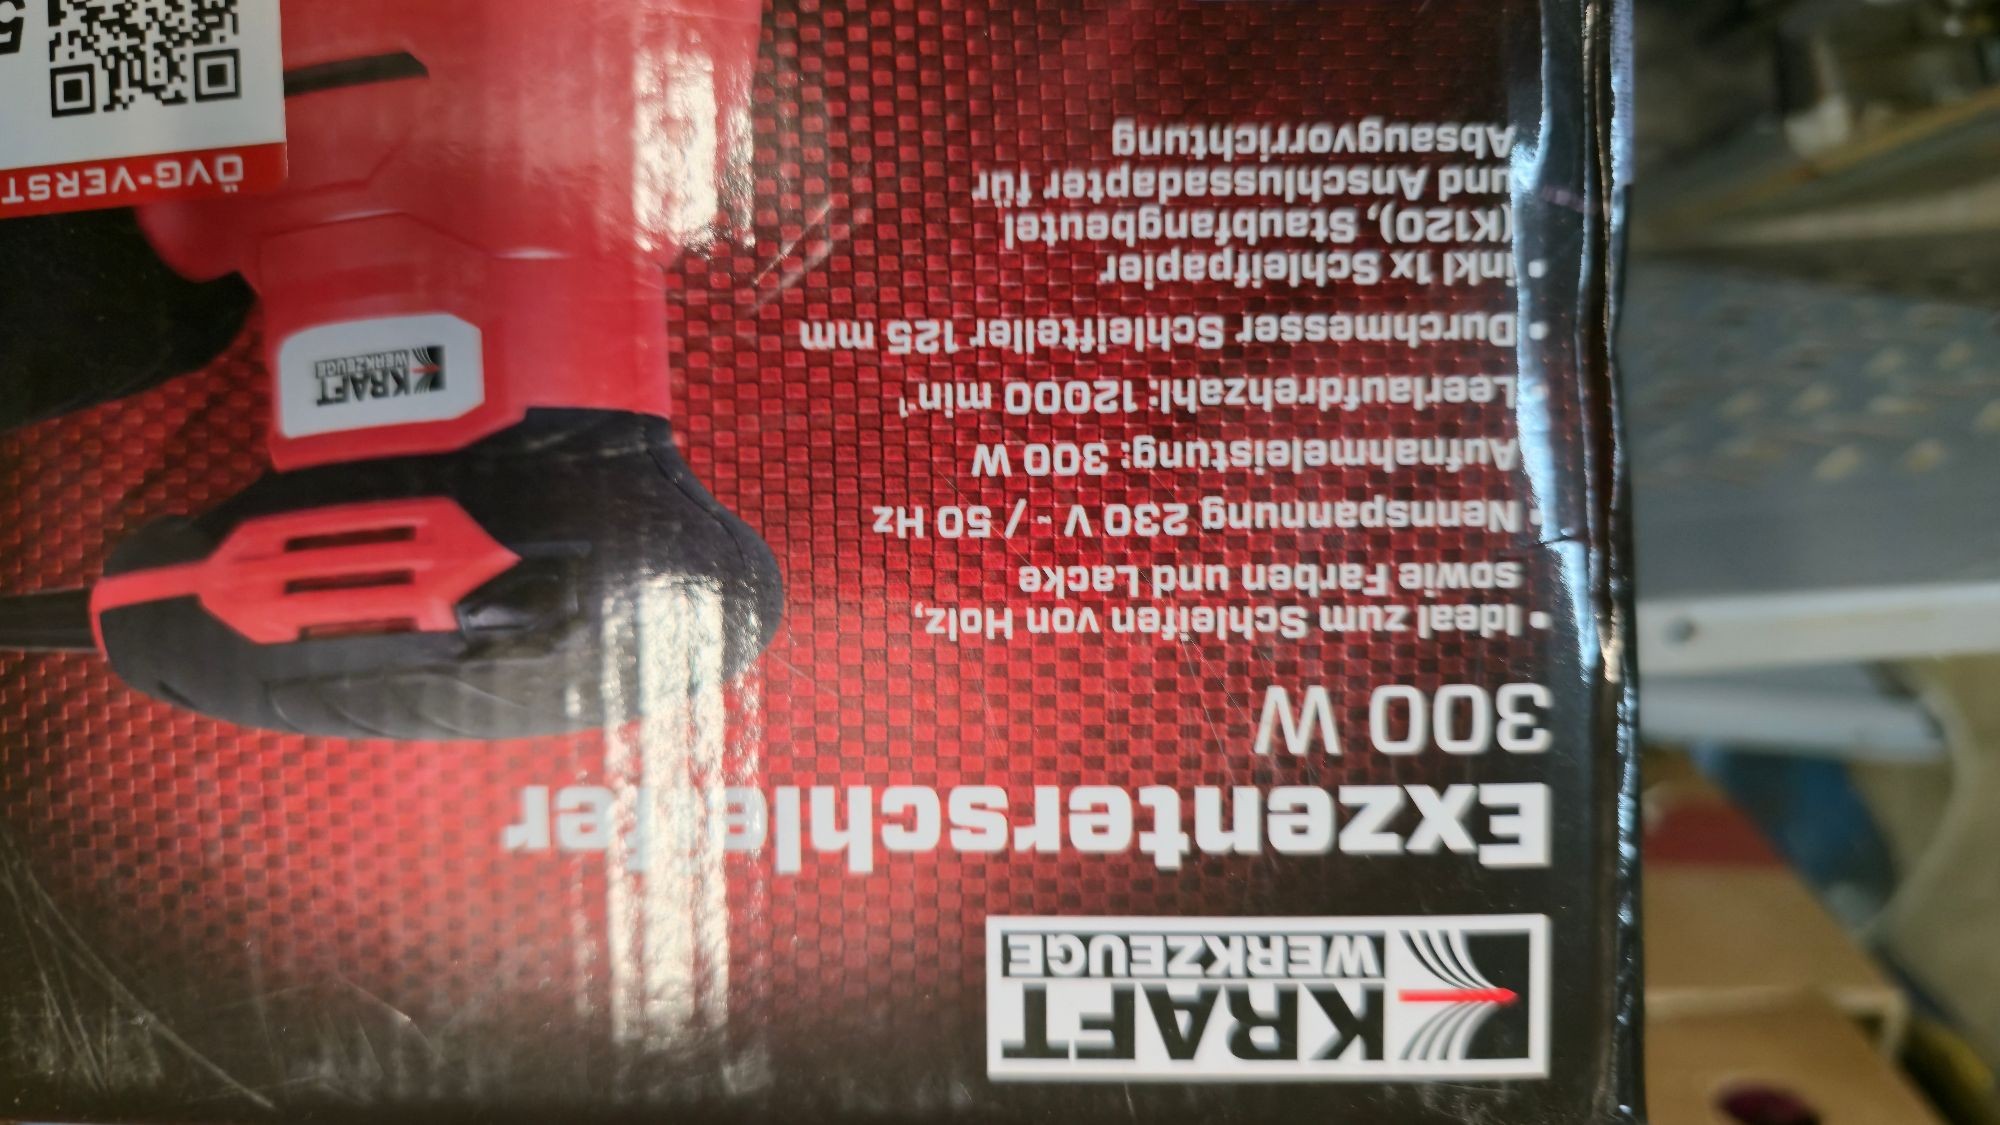 KRAFT
WERKZEUGE
Exzenterschleifer
300 W
• Ideal zum Schleifen von Holz,
sowie Farben und Lacke
• Nennspannung 230 V ~ / 50 Hz
Aufnahmeleistung: 300 W
• Leerlaufdrehzahl: 12000 min⁻¹
• Durchmesser Schleifteller 125 mm
• inkl 1x Schleifpapier
(K120), Staubfangbeutel
und Anschlussadapter für
Absaugvorrichtung
KRAFT
WERKZEUGE
ÖVG-VERST
5